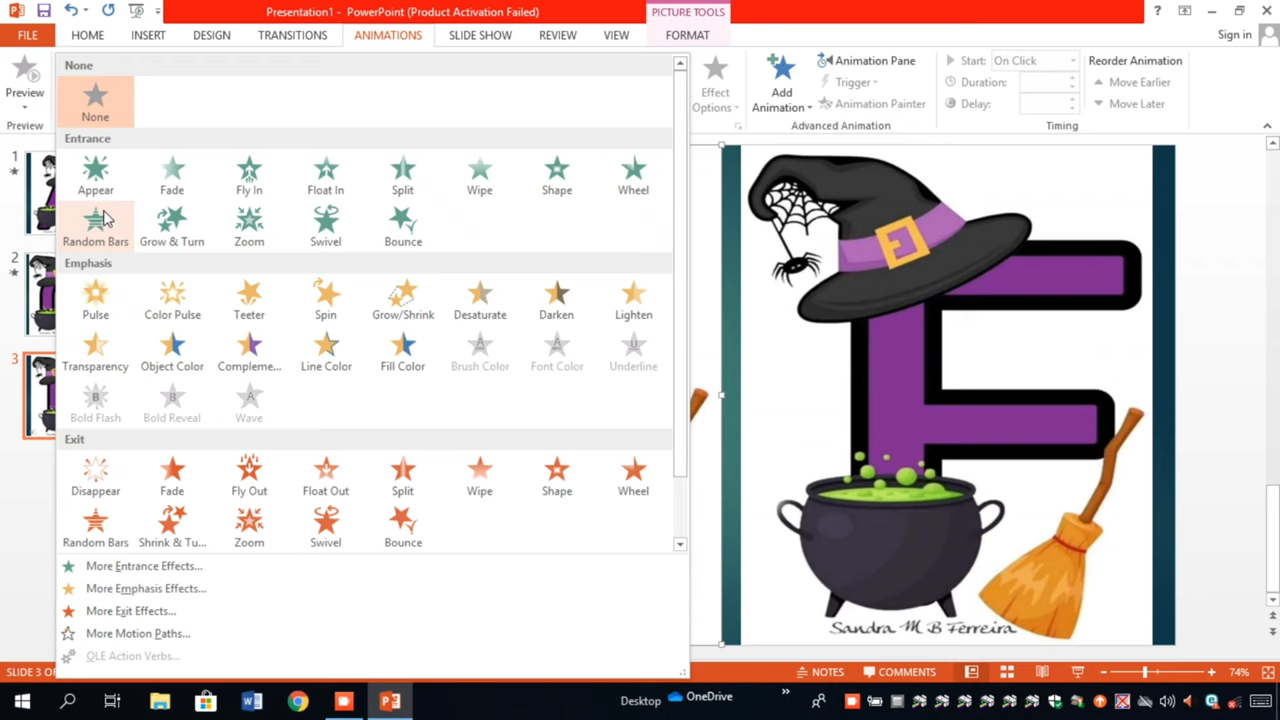 Presentation1 - PowerPoint (Product Activation Failed)
PICTURE TOOLS
?
FILE
HOME
INSERT
DESIGN
TRANSITIONS
ANIMATIONS
SLIDE SHOW
REVIEW
VIEW
FORMAT
Sign in
Preview
Preview
None
None
Entrance
Appear
Fade
Fly In
Float In
Split
Wipe
Shape
Wheel
Random Bars
Grow & Turn
Zoom
Swivel
Bounce
Emphasis
Pulse
Color Pulse
Teeter
Spin
Grow/Shrink
Desaturate
Darken
Lighten
Transparency
Object Color
Compleme...
Line Color
Fill Color
Brush Color
Font Color
Underline
Bold Flash
Bold Reveal
Wave
Exit
Disappear
Fade
Fly Out
Float Out
Split
Wipe
Shape
Wheel
Random Bars
Shrink & Tu...
Zoom
Swivel
Bounce
More Entrance Effects...
More Emphasis Effects...
More Exit Effects...
More Motion Paths...
OLE Action Verbs...
Effect
Options
Add
Animation
Animation Pane
Trigger
Animation Painter
Advanced Animation
Start: On Click
Duration:
Delay:
Timing
Reorder Animation
Move Earlier
Move Later
1
2
3
E
Sandra M B Ferreira
SLIDE 3 OF
NOTES
COMMENTS
74%
Desktop
OneDrive